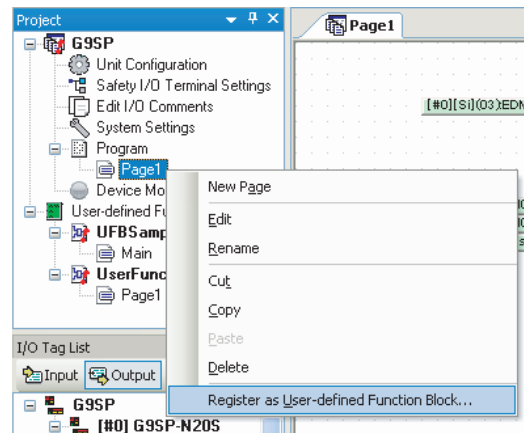 Project
G9SP
Unit Configuration
Safety I/O Terminal Settings
Edit I/O Comments
System Settings
Program
Page1
Device Mo
User-defined Fu
UFBSamp
Main
UserFunc
Page1
I/O Tag List
Input Output
G9SP
[#0] G9SP-N20S
Page1
[#0][Si](03):EDM
New Page
Edit
Rename
Cut
Copy
Paste
Delete
Register as User-defined Function Block...